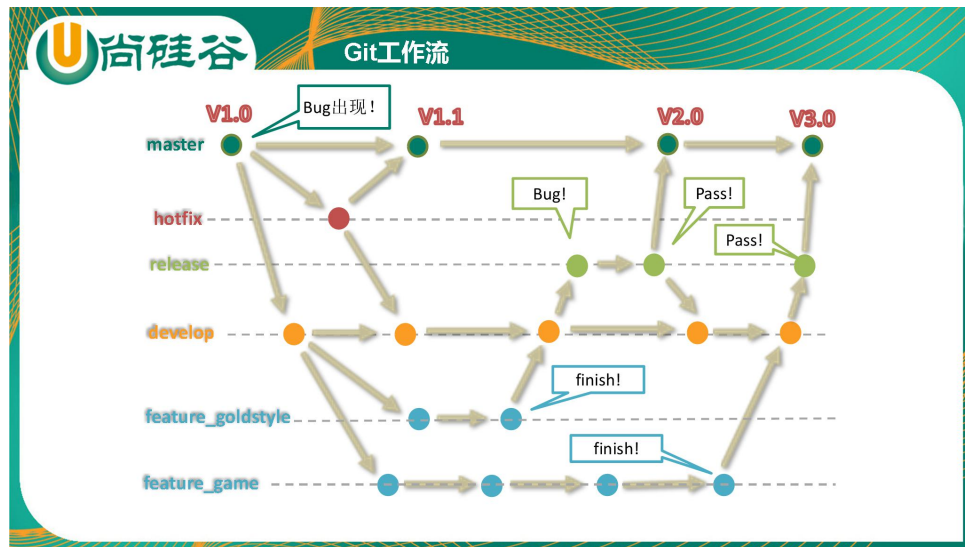 尚硅谷
Git工作流
V1.0
Bug出现！
V1.1
V2.0
V3.0
master
Bug!
Pass!
hotfix
Pass!
release
develop
finish!
feature_goldstyle
finish!
feature_game